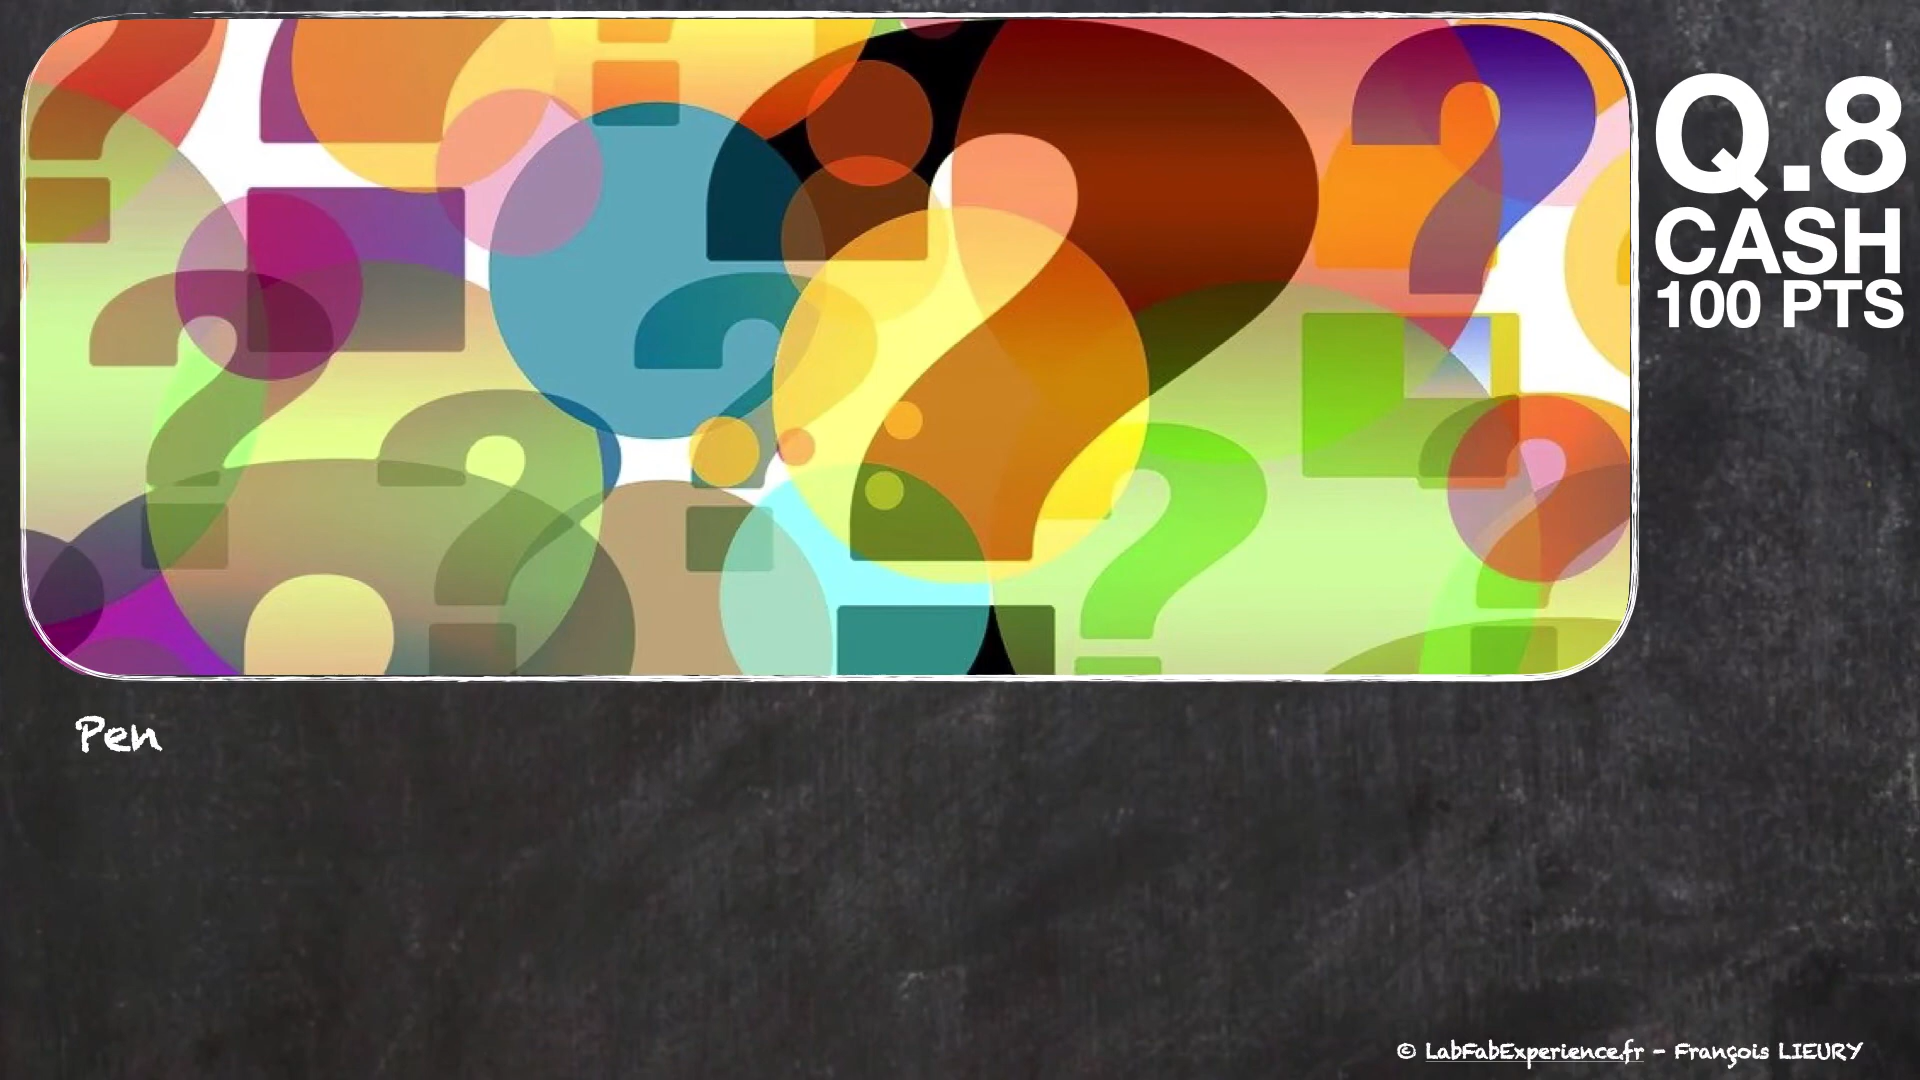 Q.8
CASH
100 PTS
Pen
© LabFabExperience.fr - François LIEURY